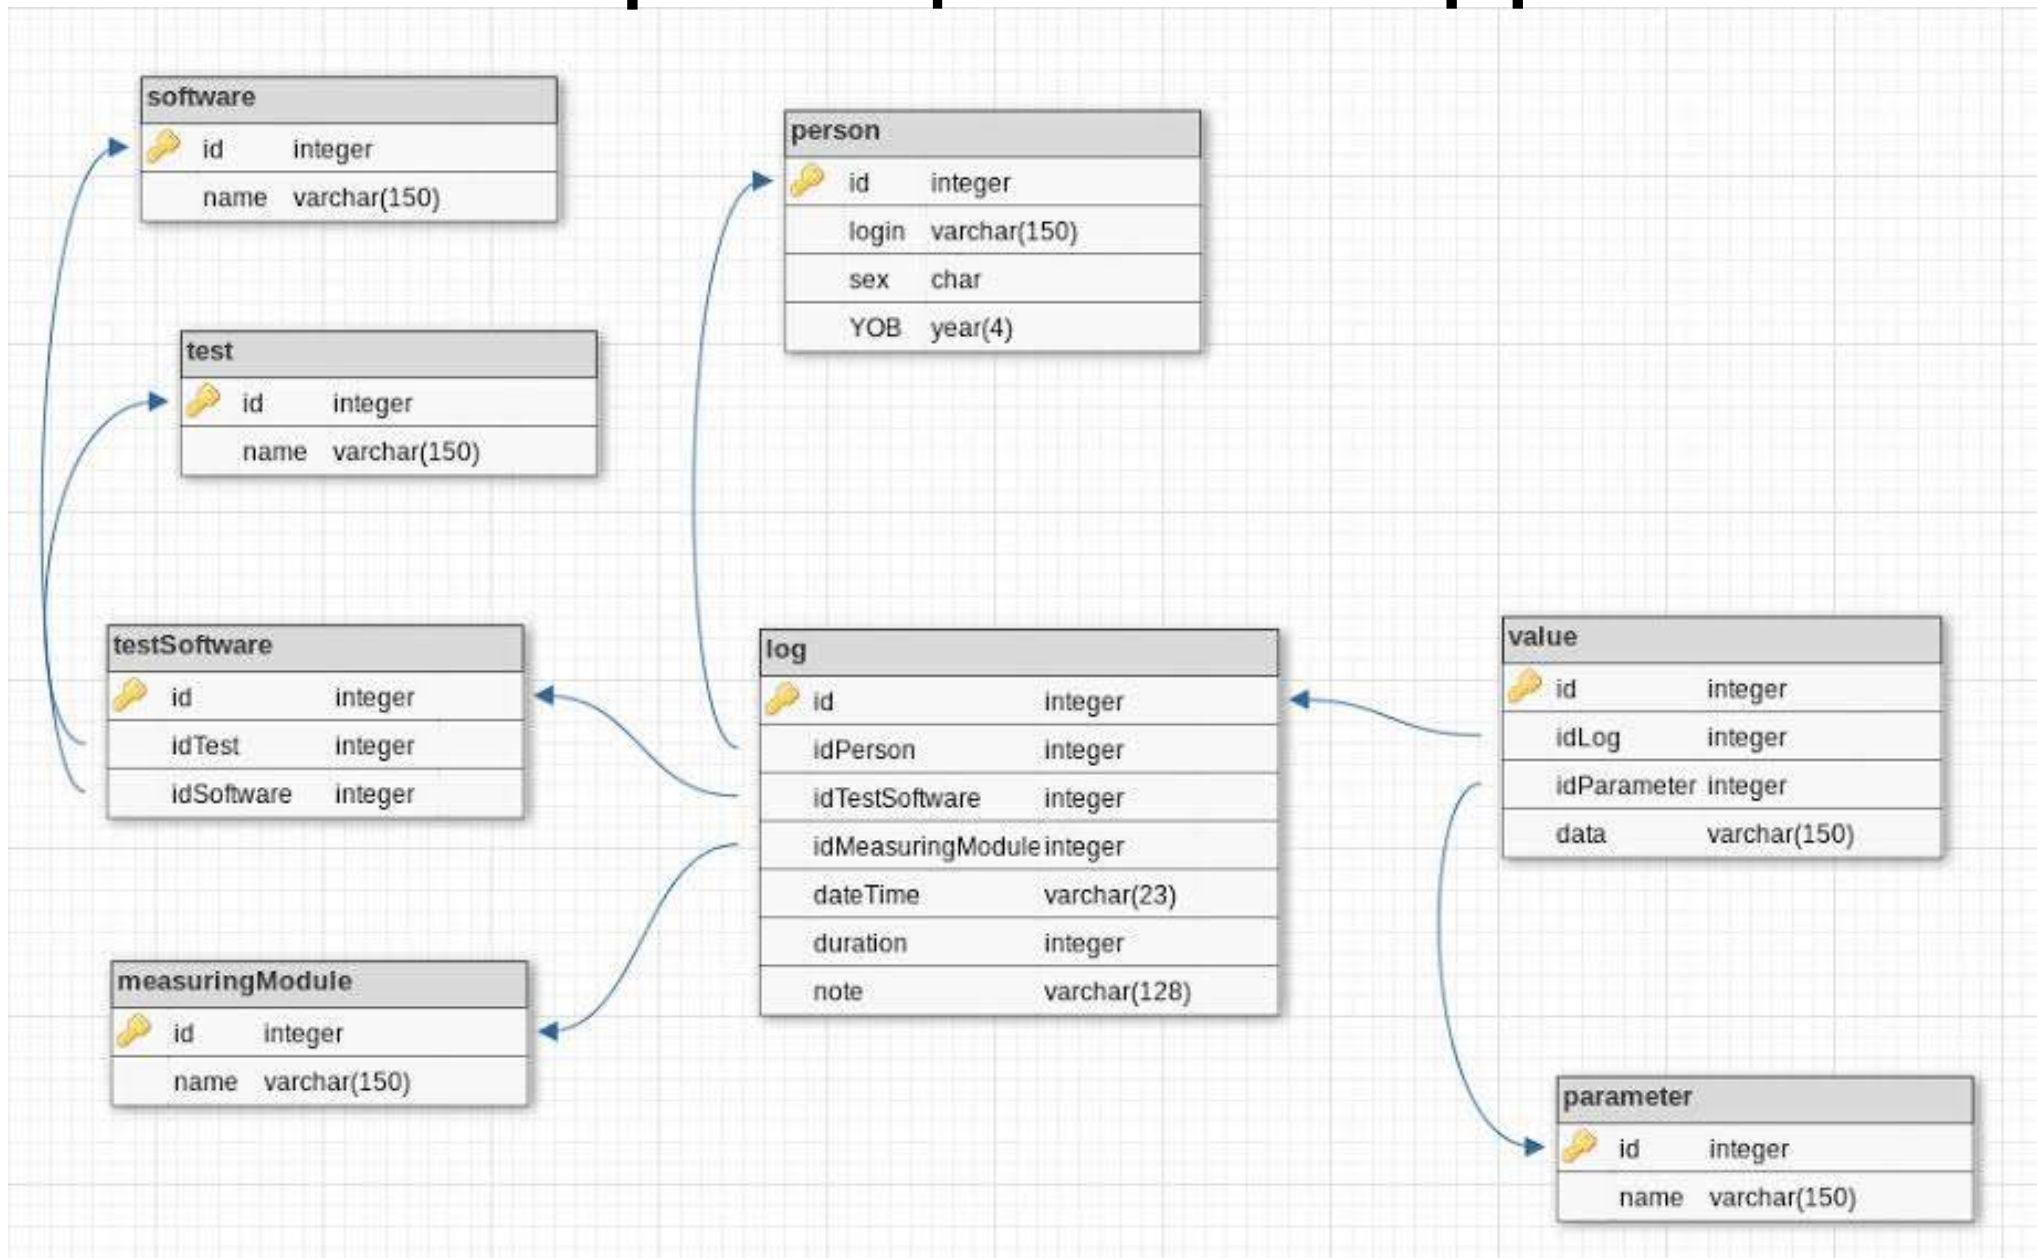 software
id integer
name varchar(150)
person
id integer
login varchar(150)
sex char
YOB year(4)
test
id integer
name varchar(150)
testSoftware
id integer
idTest integer
idSoftware integer
log
id integer
idPerson integer
idTestSoftware integer
idMeasuringModule integer
dateTime varchar(23)
duration integer
note varchar(128)
value
id integer
idLog integer
idParameter integer
data varchar(150)
measuringModule
id integer
name varchar(150)
parameter
id integer
name varchar(150)